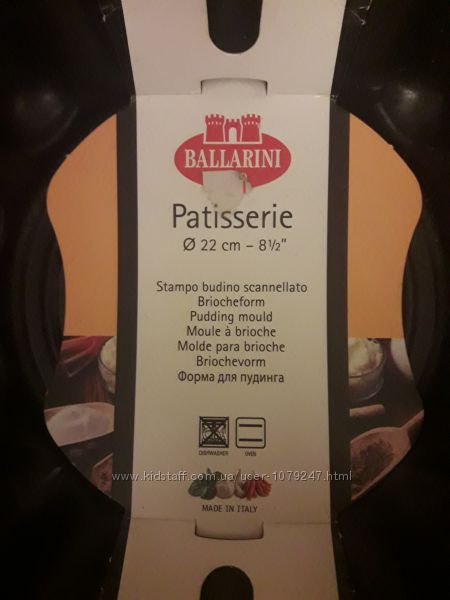 BALLARINI
Patisserie
Ø 22 cm – 8½"
Stampo budino scannellato
Briocheform
Pudding mould
Moule à brioche
Molde para brioche
Briochevorm
Форма для пудинга
DISHWASHER OVEN
www.kidstaff.com.ua/user-1079247.html
MADE IN ITALY